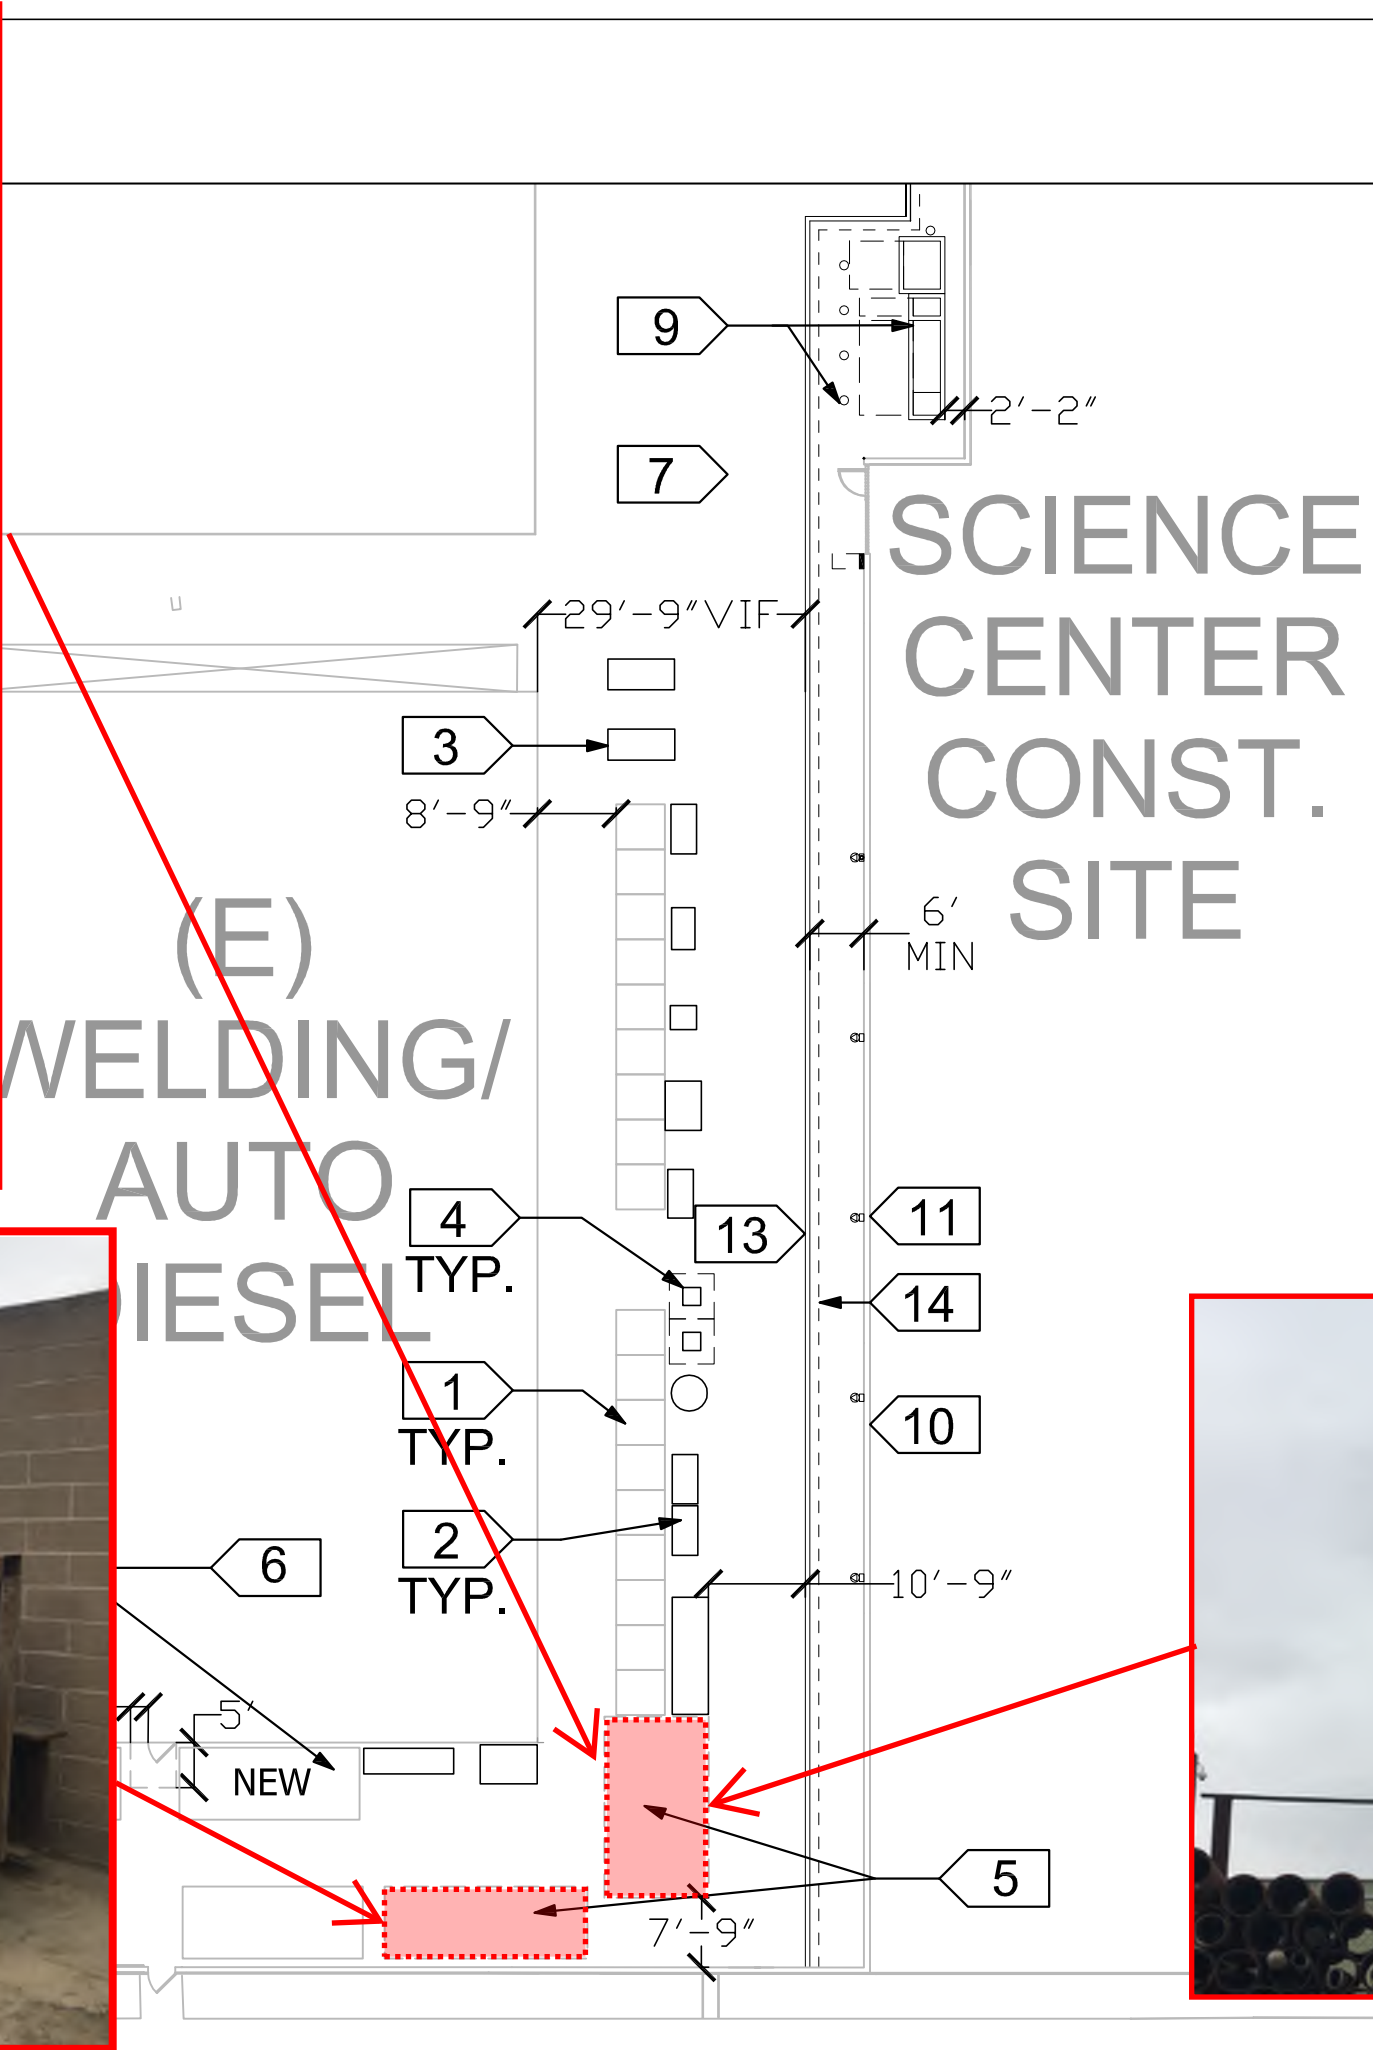 9
2'-2"
7
SCIENCE
CENTER
CONST.
SITE
29'-9"VIF
3
8'-9"
6'
MIN
(E)
WELDING/
AUTO
DIESEL
4
TYP.
13
11
14
1
TYP.
10
2
TYP.
6
10'-9"
5'
NEW
5
7'-9"